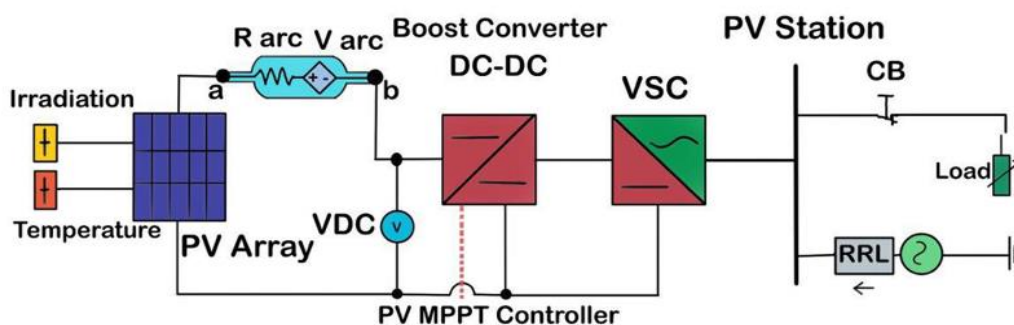 R arc V arc
a
b
Boost Converter
DC-DC
PV Station
CB
VSC
Irradiation
Temperature
PV Array
VDC
V
Load
RRL
PV MPPT Controller